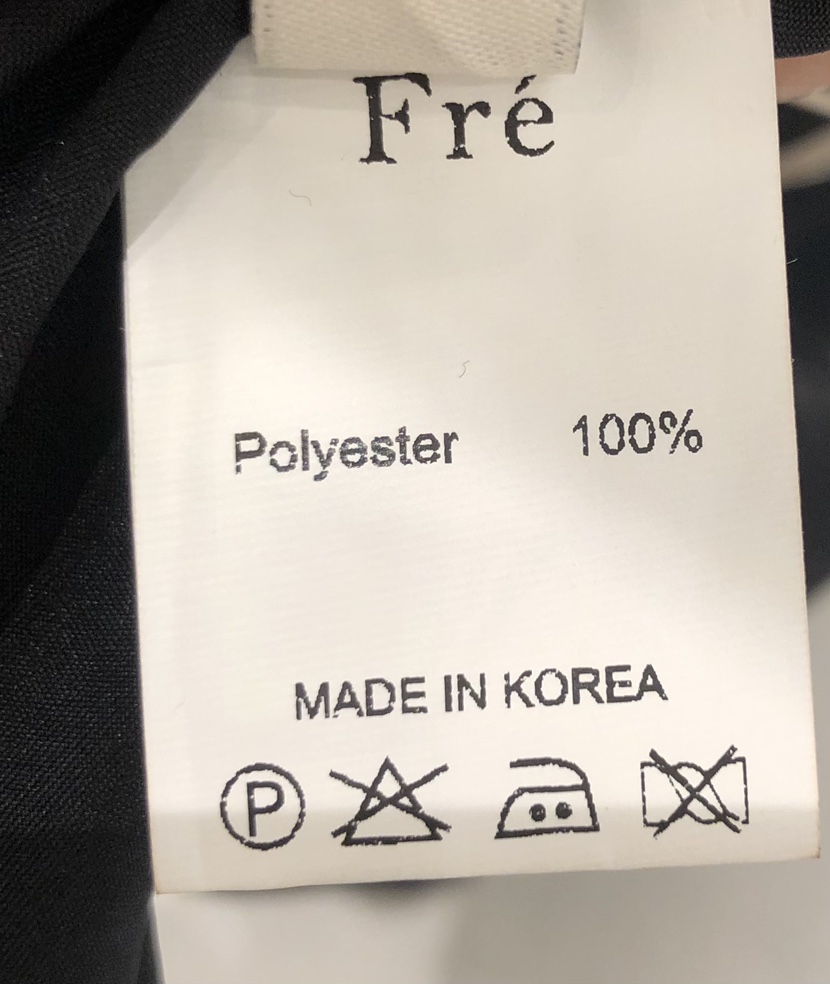 Fré
Polyester 100%
MADE IN KOREA
P